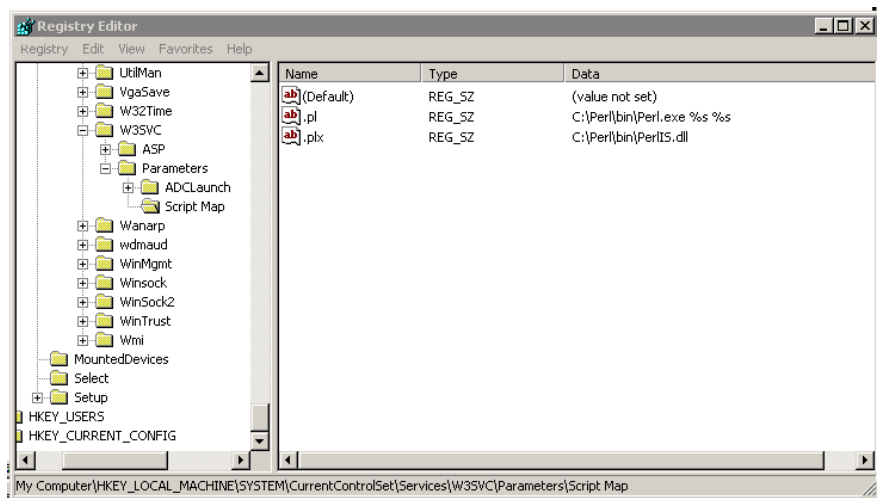 Registry Editor
Registry Edit View Favorites Help
UtilMan
VgaSave
W32Time
W3SVC
ASP
Parameters
ADCLaunch
Script Map
Wanarp
wdmaud
WinMgmt
Winsock
WinSock2
WinTrust
Wmi
MountedDevices
Select
Setup
HKEY_USERS
HKEY_CURRENT_CONFIG
Name Type Data
ab (Default) REG_SZ (value not set)
ab .pl REG_SZ C:\Perl\bin\Perl.exe %s %s
ab .plx REG_SZ C:\Perl\bin\PerlIS.dll
My Computer\HKEY_LOCAL_MACHINE\SYSTEM\CurrentControlSet\Services\W3SVC\Parameters\Script Map